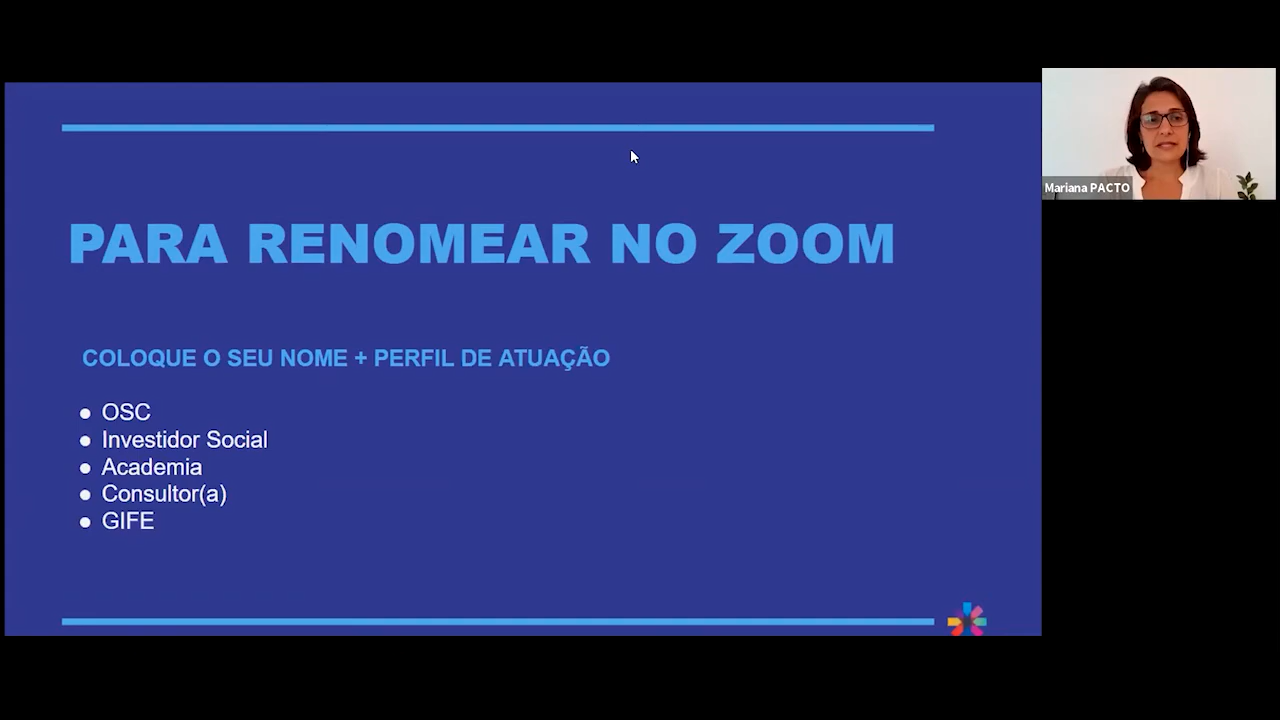 PARA RENOMEAR NO ZOOM
COLOQUE O SEU NOME + PERFIL DE ATUAÇÃO
● OSC
● Investidor Social
● Academia
● Consultor(a)
● GIFE
Mariana PACTO